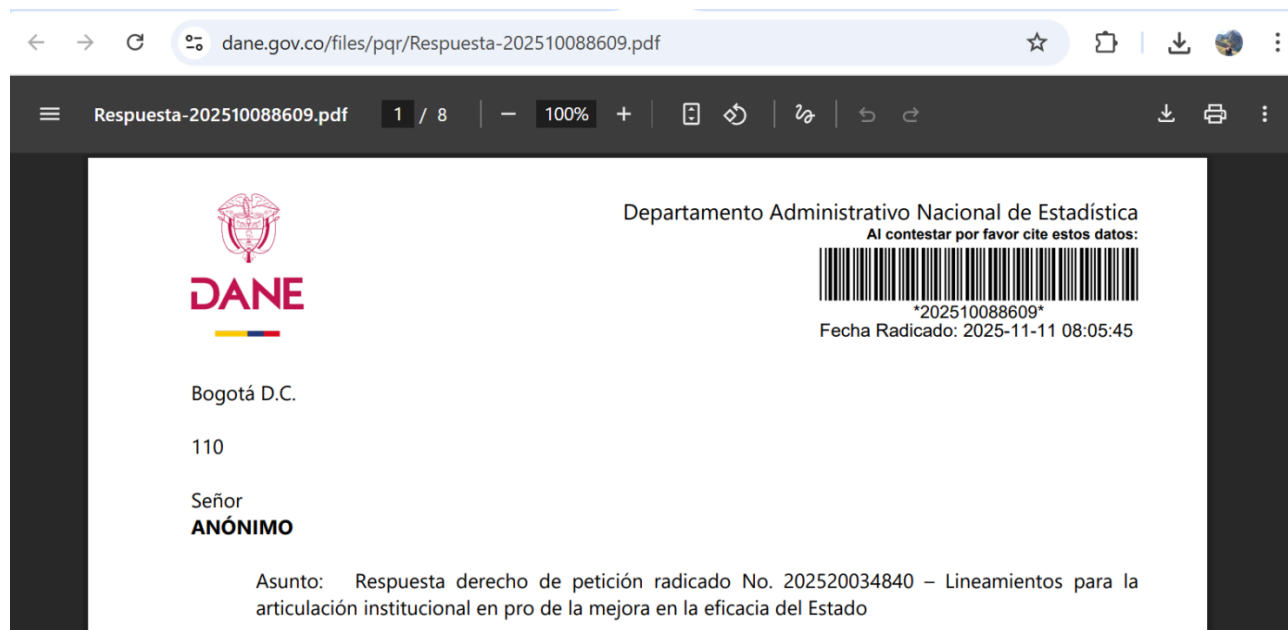 dane.gov.co/files/pqr/Respuesta-202510088609.pdf
Respuesta-202510088609.pdf 1 / 8 100%
Departamento Administrativo Nacional de Estadística
Al contestar por favor cite estos datos:
DANE
*202510088609*
Fecha Radicado: 2025-11-11 08:05:45
Bogotá D.C.
110
Señor
ANÓNIMO
Asunto: Respuesta derecho de petición radicado No. 202520034840 – Lineamientos para la
articulación institucional en pro de la mejora en la eficacia del Estado